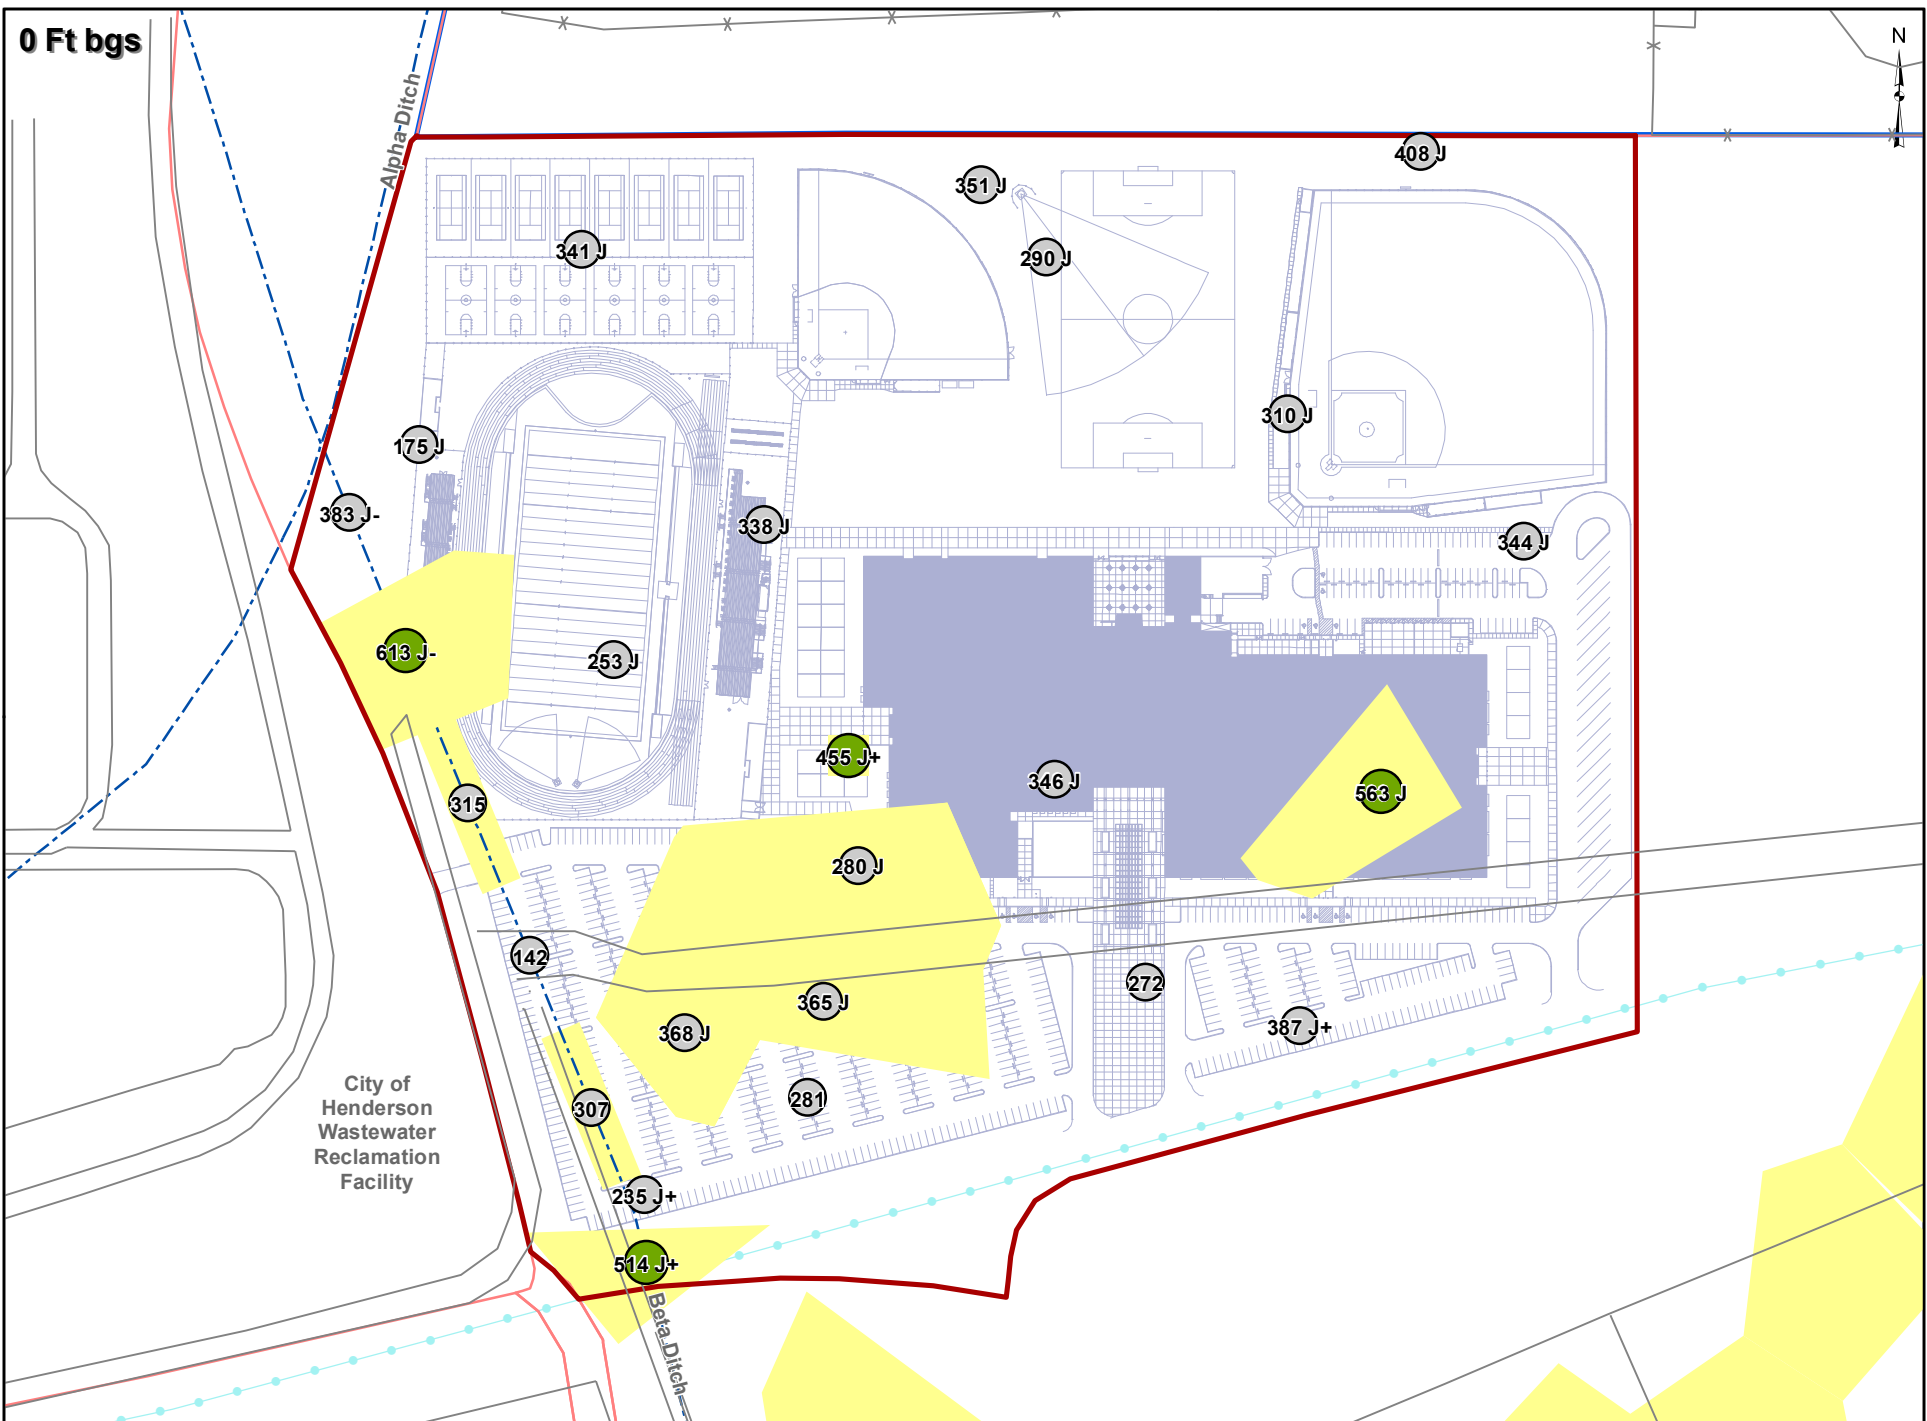 0 Ft bgs
N
Alpha Ditch
408 J
351 J
341 J
290 J
310 J
175 J
383 J-
338 J
344 J
613 J-
253 J
455 J+
346 J
563 J
315
280 J
142
272
365 J
387 J+
368 J
281
307
City of
Henderson
Wastewater
Reclamation
Facility
235 J+
514 J+
Beta Ditch